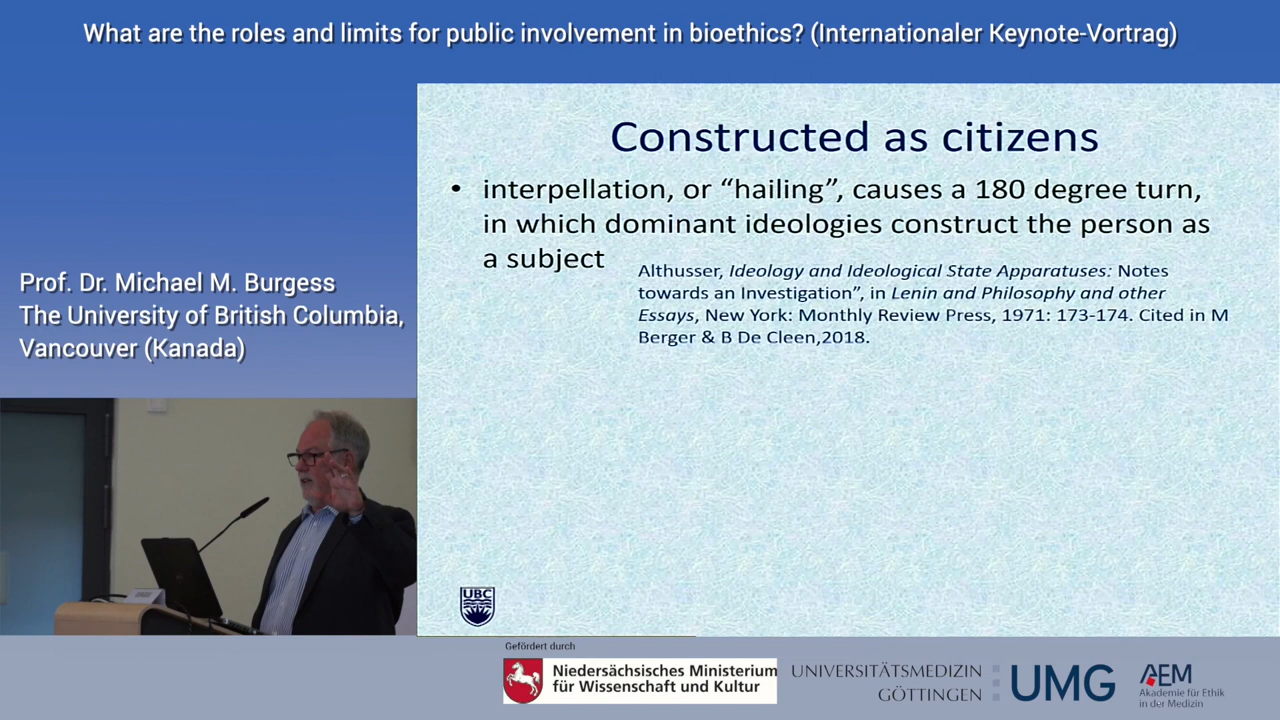 What are the roles and limits for public involvement in bioethics? (Internationaler Keynote-Vortrag)
Prof. Dr. Michael M. Burgess
The University of British Columbia,
Vancouver (Kanada)
Constructed as citizens
• interpellation, or “hailing”, causes a 180 degree turn,
in which dominant ideologies construct the person as
a subject
Althusser, Ideology and Ideological State Apparatuses: Notes
towards an Investigation”, in Lenin and Philosophy and other
Essays, New York: Monthly Review Press, 1971: 173-174. Cited in M
Berger & B De Cleen,2018.
UBC
Gefördert durch
Niedersächsisches Ministerium
für Wissenschaft und Kultur
UNIVERSITÄTSMEDIZIN
GÖTTINGEN
UMG
AEM
Akademie für Ethik
in der Medizin